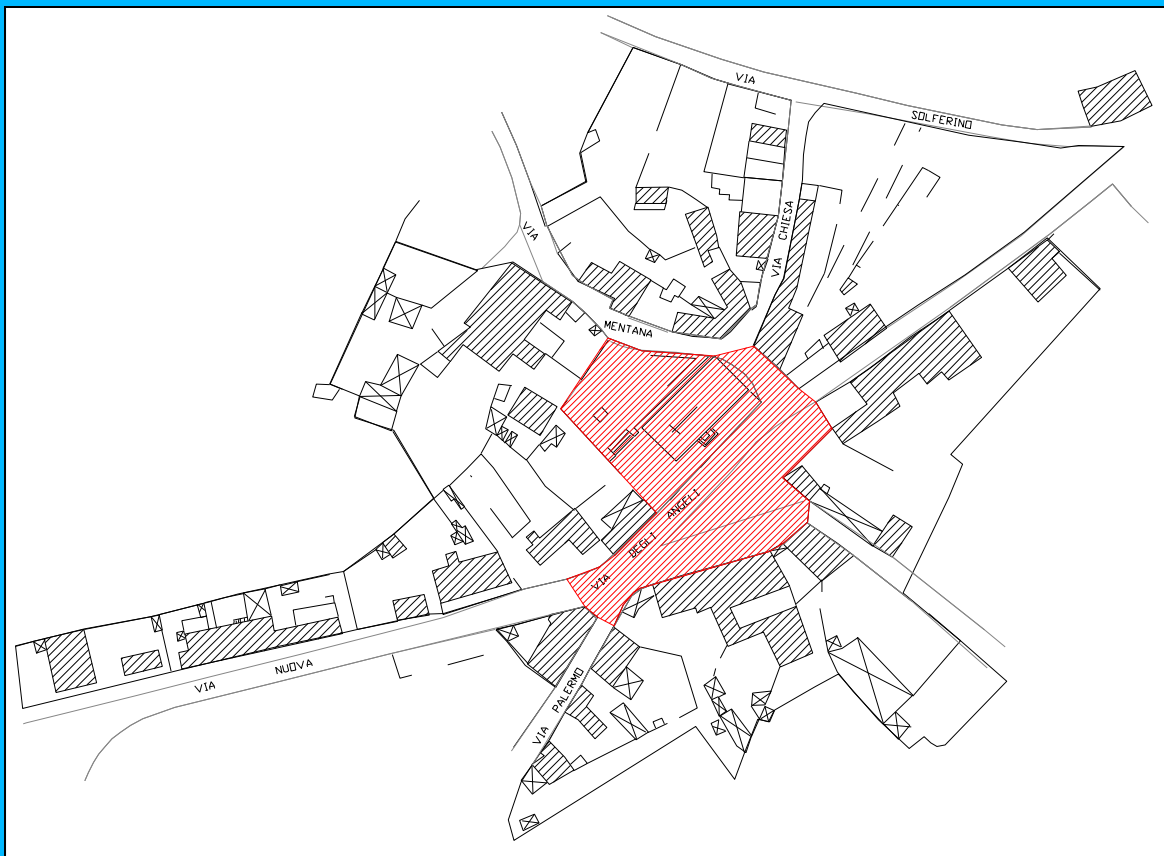 VIA SOLFERINO
VIA CHIESA
VIA MENTANA
VIA DEGLI ANGELI
VIA NUOVA
VIA PALERMO